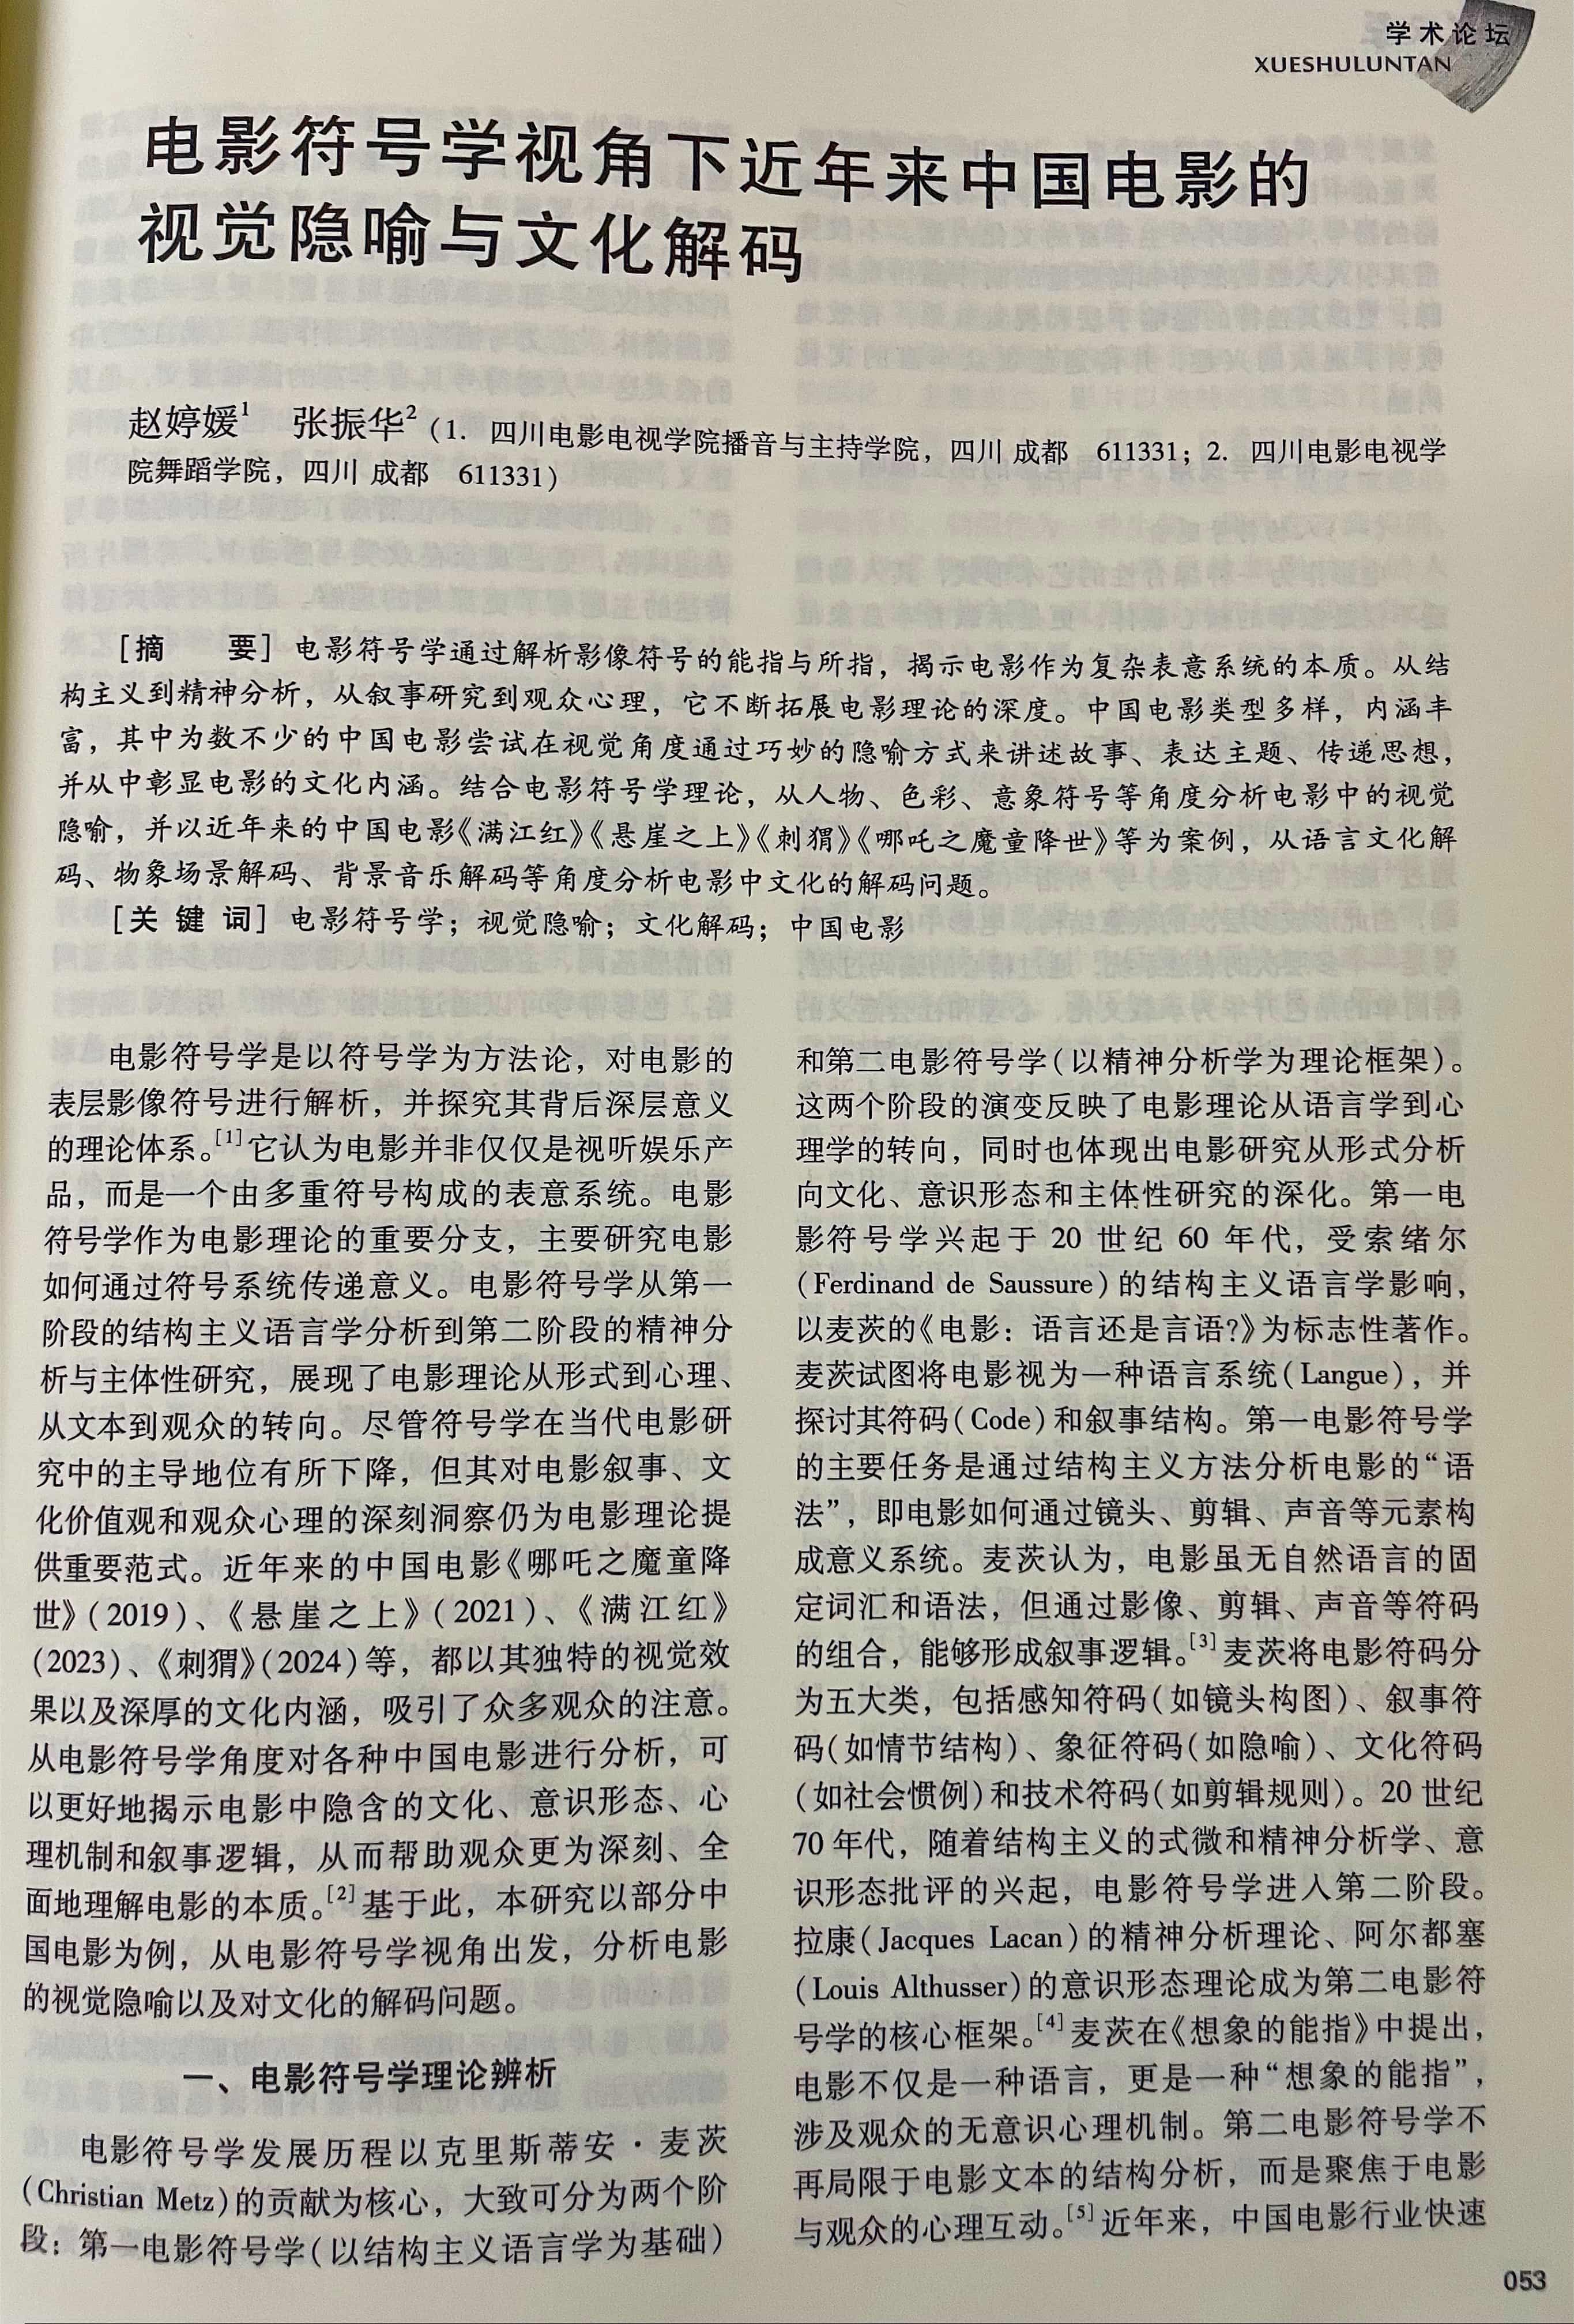 学术论坛
XUESHULUNTAN
电影符号学视角下近年来中国电影的
视觉隐喻与文化解码
赵婷媛1 张振华2 (1. 四川电影电视学院播音与主持学院，四川 成都 611331；2. 四川电影电视学
院舞蹈学院，四川 成都 611331)
[摘 要] 电影符号学通过解析影像符号的能指与所指，揭示电影作为复杂表意系统的本质。从结
构主义到精神分析，从叙事研究到观众心理，它不断拓展电影理论的深度。中国电影类型多样，内涵丰
富，其中为数不少的中国电影尝试在视觉角度通过巧妙的隐喻方式来讲述故事、表达主题、传递思想，
并从中彰显电影的文化内涵。结合电影符号学理论，从人物、色彩、意象符号等角度分析电影中的视觉
隐喻，并以近年来的中国电影《满江红》《悬崖之上》《刺猬》《哪吒之魔童降世》等为案例，从语言文化解
码、物象场景解码、背景音乐解码等角度分析电影中文化的解码问题。
[关 键 词] 电影符号学；视觉隐喻；文化解码；中国电影
电影符号学是以符号学为方法论，对电影的
表层影像符号进行解析，并探究其背后深层意义
的理论体系。[1]它认为电影并非仅仅是视听娱乐产
品，而是一个由多重符号构成的表意系统。电影
符号学作为电影理论的重要分支，主要研究电影
如何通过符号系统传递意义。电影符号学从第一
阶段的结构主义语言学分析到第二阶段的精神分
析与主体性研究，展现了电影理论从形式到心理、
从文本到观众的转向。尽管符号学在当代电影研
究中的主导地位有所下降，但其对电影叙事、文
化价值观和观众心理的深刻洞察仍为电影理论提
供重要范式。近年来的中国电影《哪吒之魔童降
世》(2019)、《悬崖之上》(2021)、《满江红》
(2023)、《刺猬》(2024)等，都以其独特的视觉效
果以及深厚的文化内涵，吸引了众多观众的注意。
从电影符号学角度对各种中国电影进行分析，可
以更好地揭示电影中隐含的文化、意识形态、心
理机制和叙事逻辑，从而帮助观众更为深刻、全
面地理解电影的本质。[2]基于此，本研究以部分中
国电影为例，从电影符号学视角出发，分析电影
的视觉隐喻以及对文化的解码问题。
一、电影符号学理论辨析
电影符号学发展历程以克里斯蒂安·麦茨
(Christian Metz)的贡献为核心，大致可分为两个阶
段：第一电影符号学(以结构主义语言学为基础)
和第二电影符号学(以精神分析学为理论框架)。
这两个阶段的演变反映了电影理论从语言学到心
理学的转向，同时也体现出电影研究从形式分析
向文化、意识形态和主体性研究的深化。第一电
影符号学兴起于 20 世纪 60 年代，受索绪尔
(Ferdinand de Saussure)的结构主义语言学影响，
以麦茨的《电影：语言还是言语?》为标志性著作。
麦茨试图将电影视为一种语言系统(Langue)，并
探讨其符码(Code)和叙事结构。第一电影符号学
的主要任务是通过结构主义方法分析电影的“语
法”，即电影如何通过镜头、剪辑、声音等元素构
成意义系统。麦茨认为，电影虽无自然语言的固
定词汇和语法，但通过影像、剪辑、声音等符码
的组合，能够形成叙事逻辑。[3]麦茨将电影符码分
为五大类，包括感知符码(如镜头构图)、叙事符
码(如情节结构)、象征符码(如隐喻)、文化符码
(如社会惯例)和技术符码(如剪辑规则)。20 世纪
70 年代，随着结构主义的式微和精神分析学、意
识形态批评的兴起，电影符号学进入第二阶段。
拉康(Jacques Lacan)的精神分析理论、阿尔都塞
(Louis Althusser)的意识形态理论成为第二电影符
号学的核心框架。[4]麦茨在《想象的能指》中提出，
电影不仅是一种语言，更是一种“想象的能指”，
涉及观众的无意识心理机制。第二电影符号学不
再局限于电影文本的结构分析，而是聚焦于电影
与观众的心理互动。[5]近年来，中国电影行业快速
053